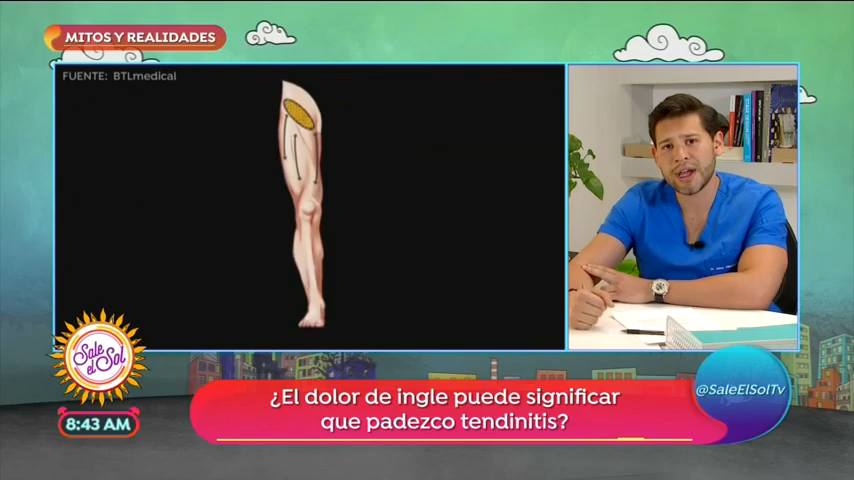 MITOS Y REALIDADES
FUENTE: BTLmedical
Sale
el Sol
8:43 AM
¿El dolor de ingle puede significar
que padezco tendinitis?
@SaleElSolTv